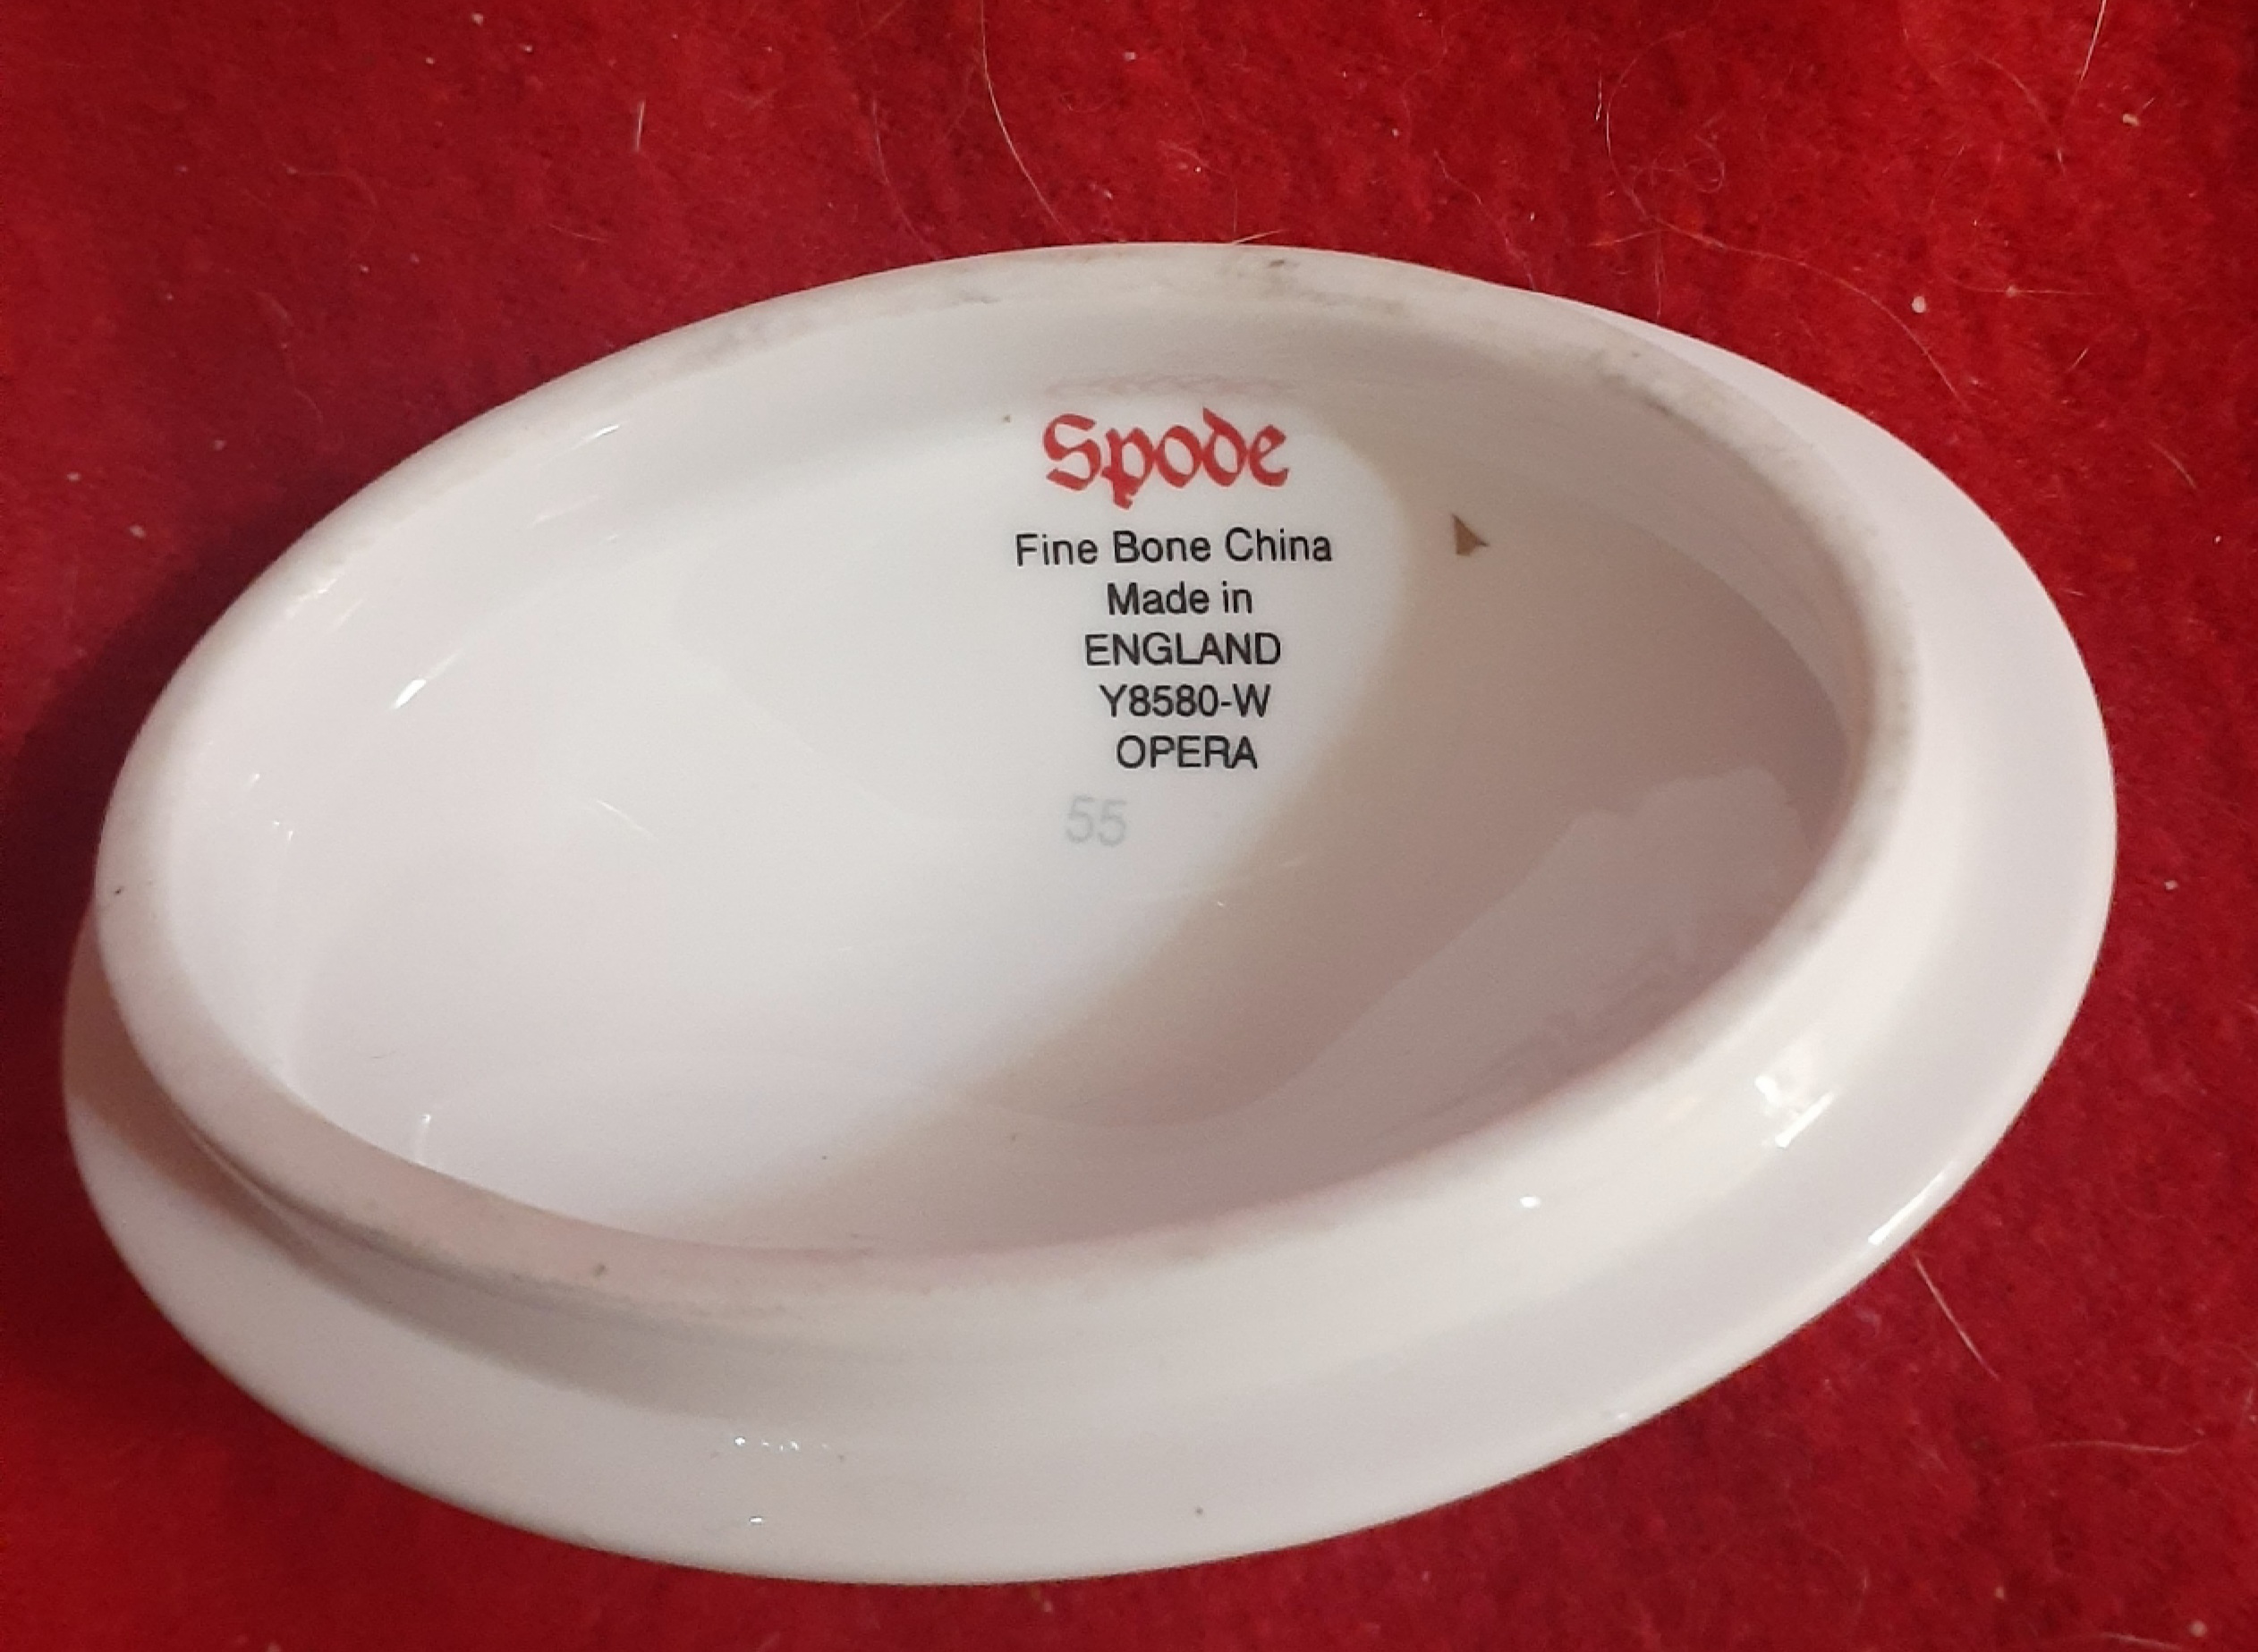 Spode
Fine Bone China
Made in
ENGLAND
Y8580-W
OPERA
55